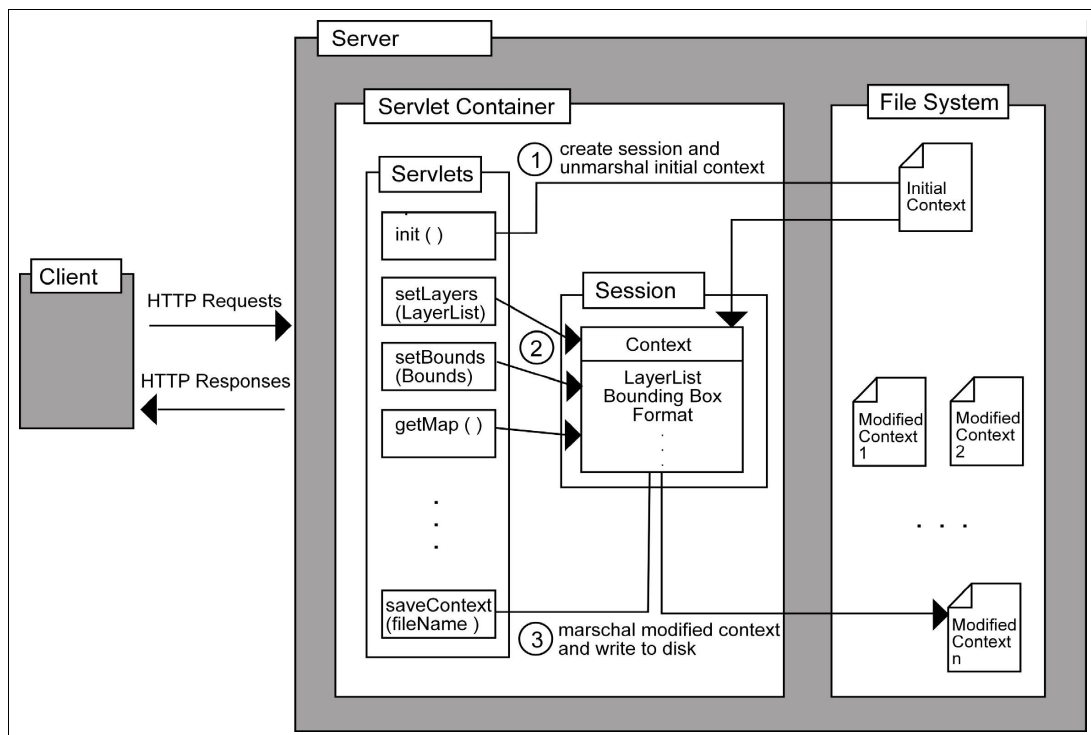 Server
Servlet Container
File System
1
create session and
unmarshal initial context
Servlets
Initial
Context
init ( )
Client
HTTP Requests
HTTP Responses
setLayers
(LayerList)
setBounds
(Bounds)
getMap ( )
Session
2
Context
LayerList
Bounding Box
Format
.
.
.
Modified
Context
1
Modified
Context
2
.
.
.
. . .
saveContext
(fileName )
3
marschal modified context
and write to disk
Modified
Context
n